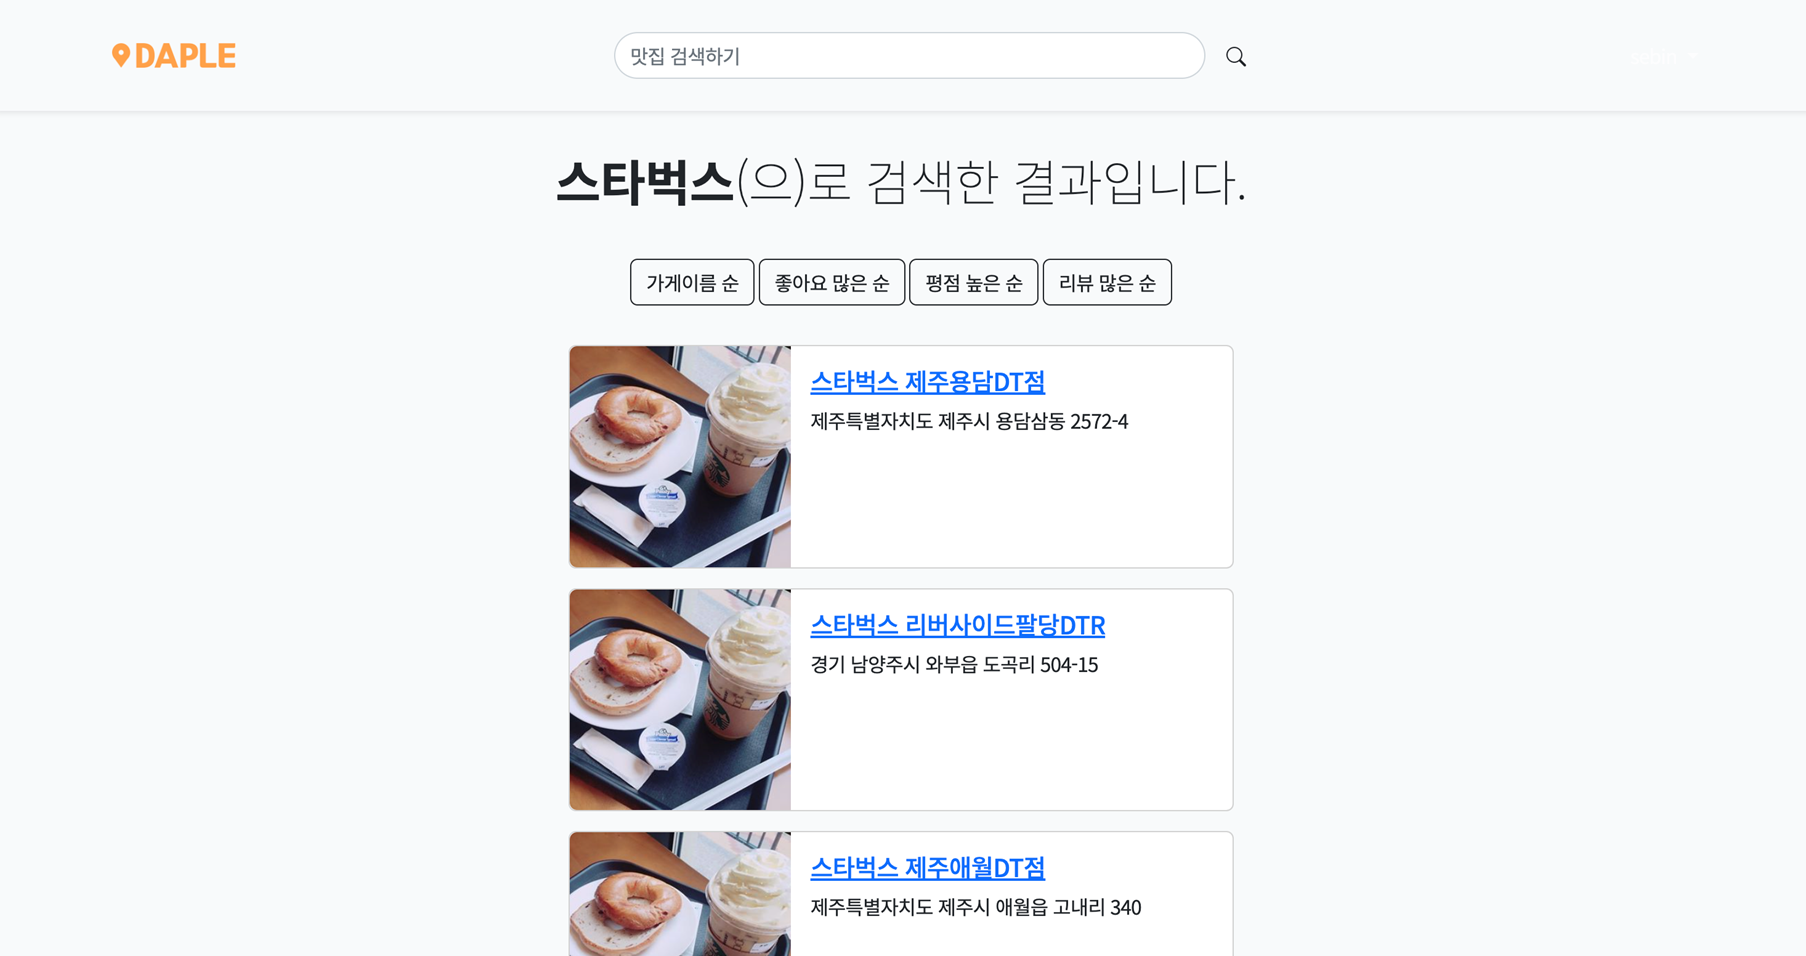 DAPLE
맛집 검색하기
스타벅스(으)로 검색한 결과입니다.
가게이름 순 좋아요 많은 순 평점 높은 순 리뷰 많은 순
스타벅스 제주용담DT점
제주특별자치도 제주시 용담삼동 2572-4
스타벅스 리버사이드팔당DTR
경기 남양주시 와부읍 도곡리 504-15
스타벅스 제주애월DT점
제주특별자치도 제주시 애월읍 고내리 340